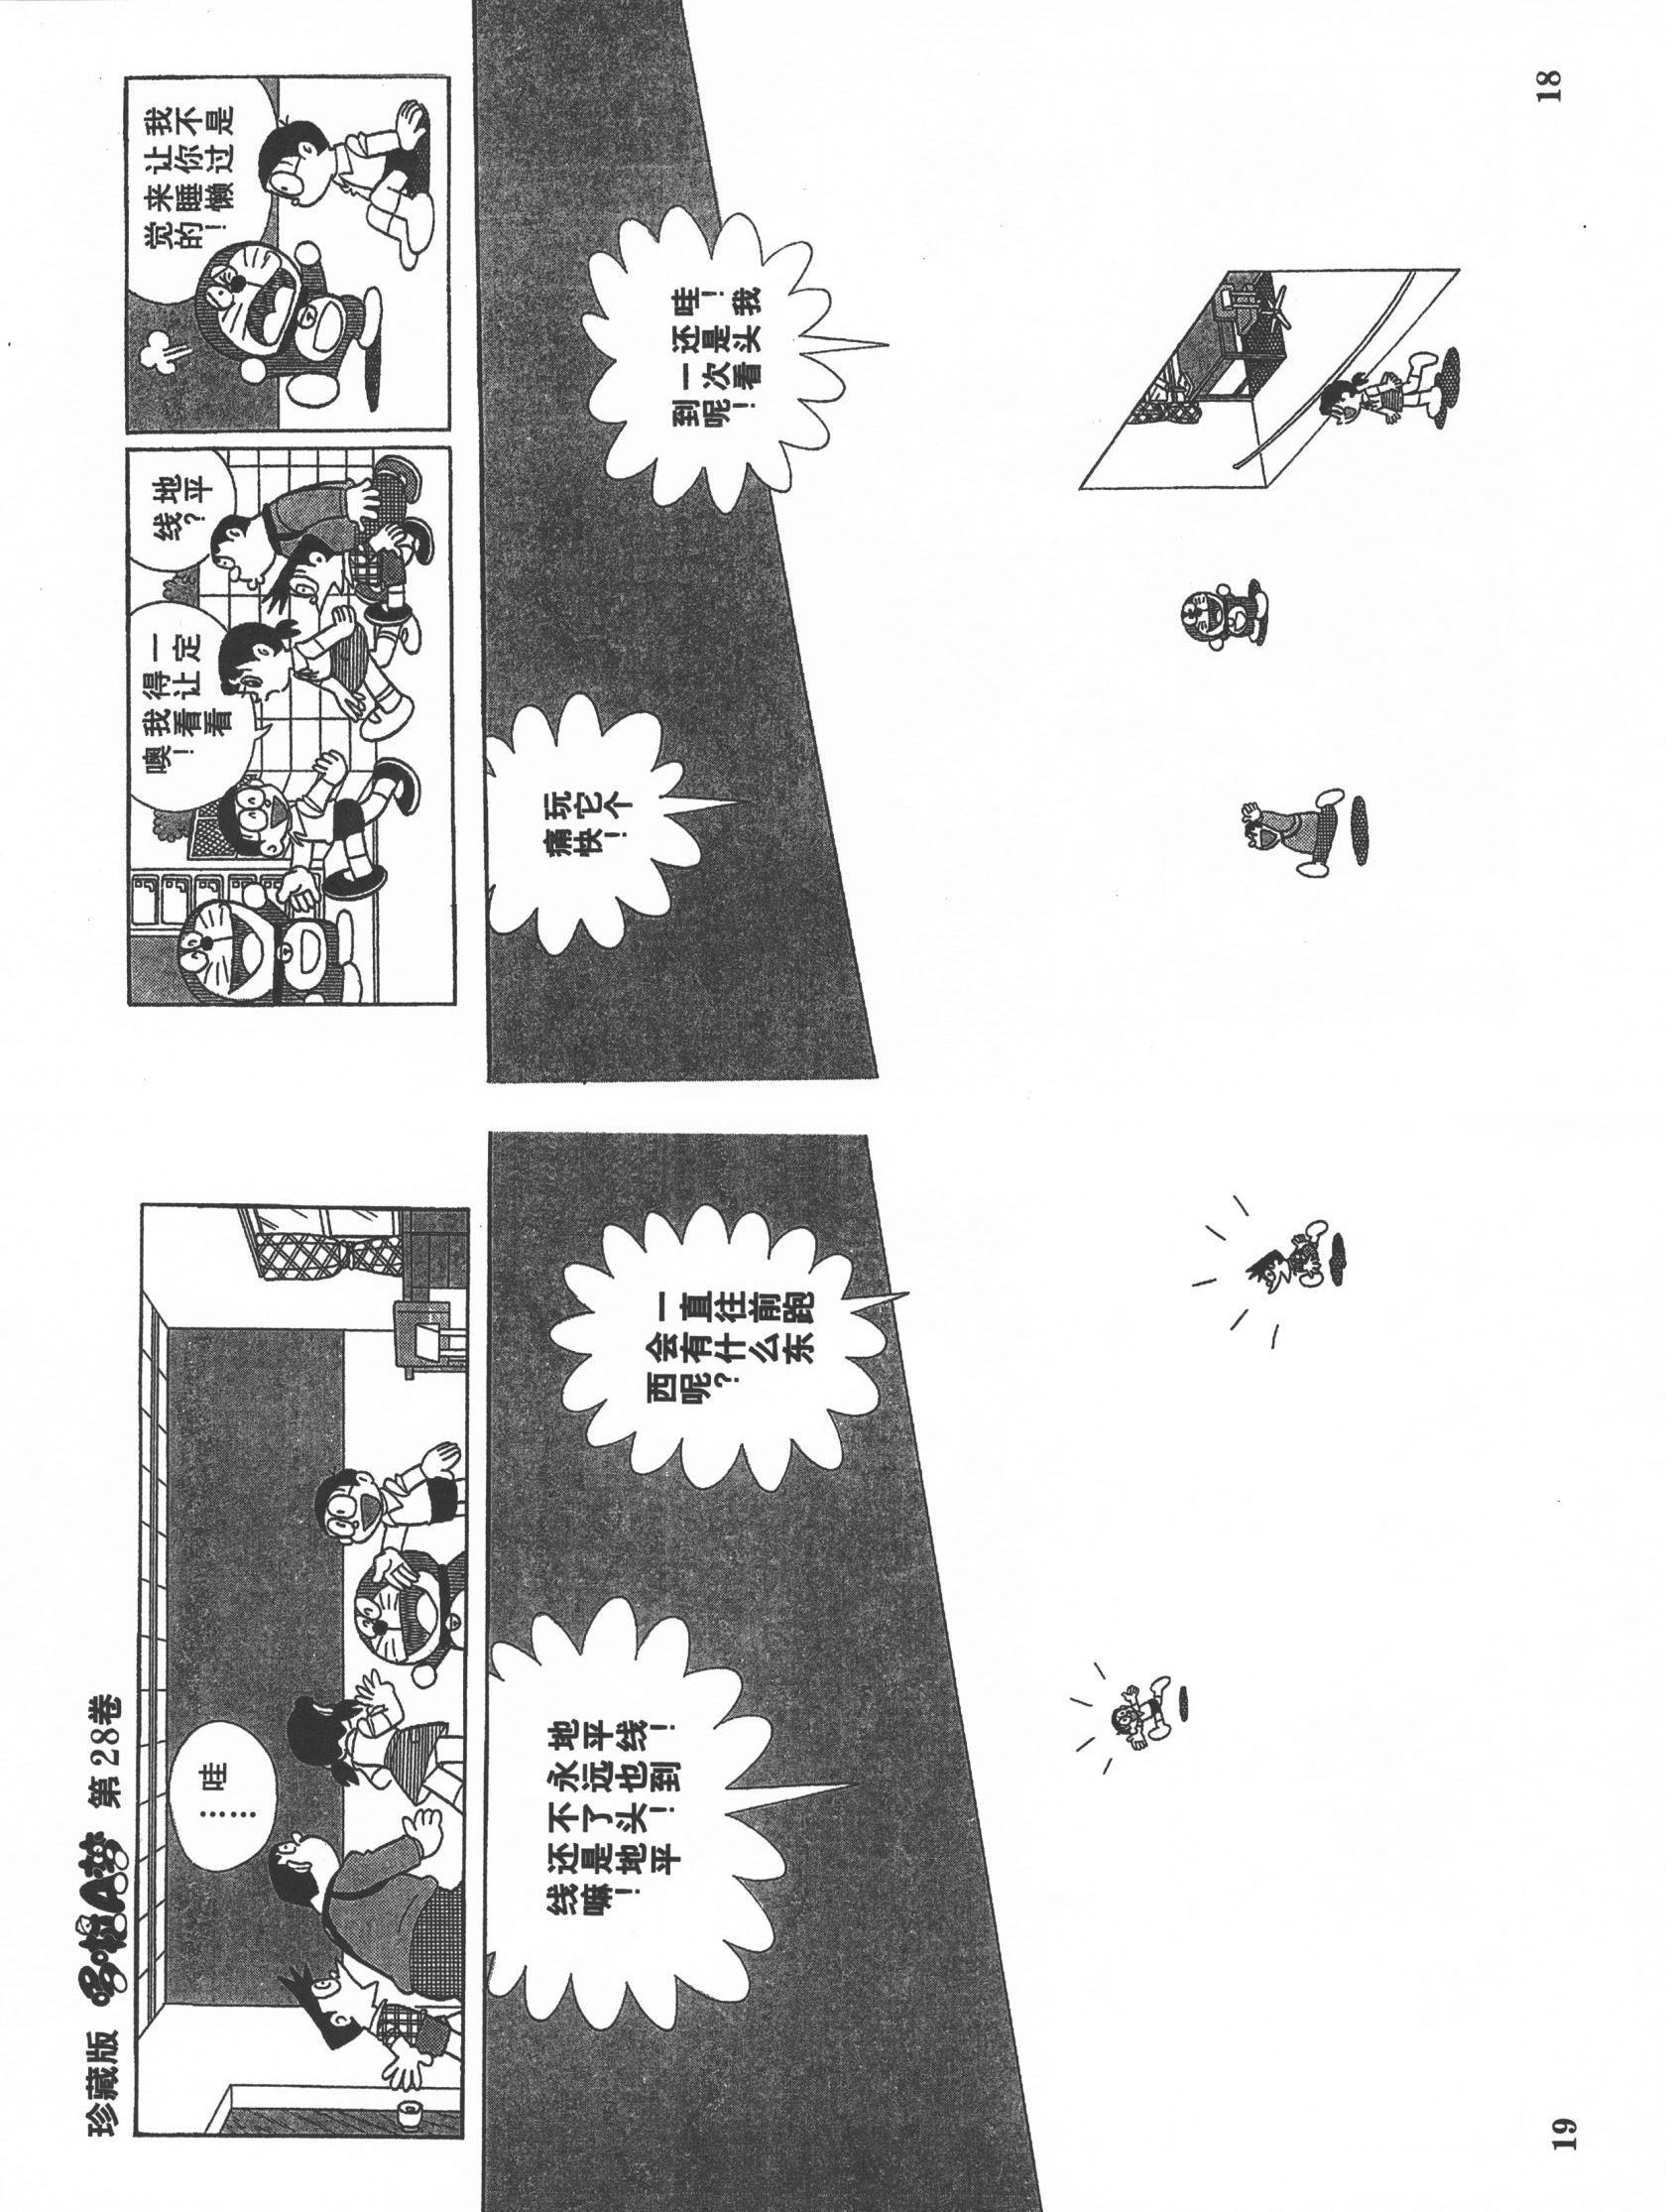 我不是
让你过
来睡懒
觉的！
地平
线？
一定
得让
我看看
噢！
哇！我
还是头
一次看
到呢！
玩它个
痛快！
18
珍藏版 哆啦A梦 第28卷
哇
……
一直往前跑
会有什么东
西呢？
地平线！
永远也到
不了头！
还是地平
线嘛！
19